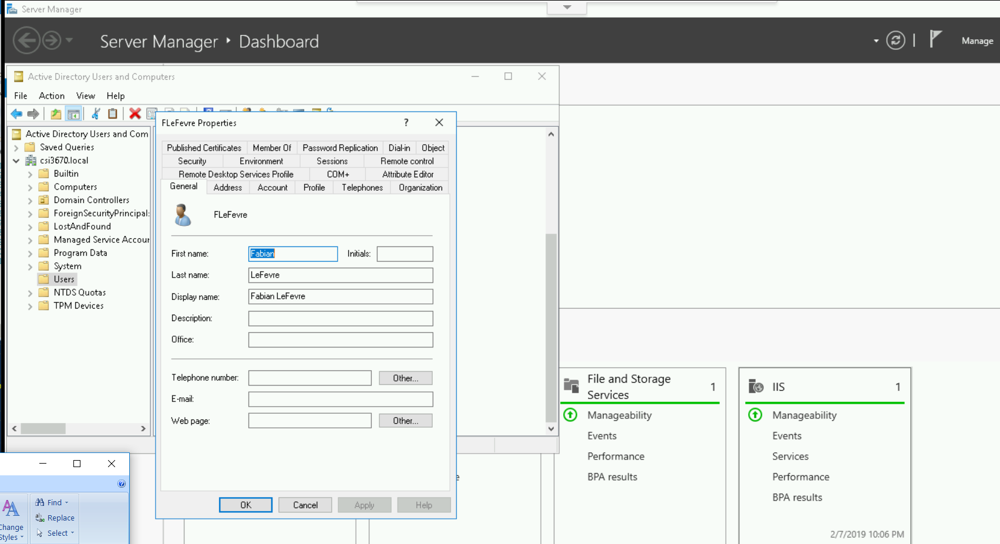 Server Manager
Server Manager ‣ Dashboard
Manage
Active Directory Users and Computers
File Action View Help
Active Directory Users and Com
Saved Queries
csi3670.local
Builtin
Computers
Domain Controllers
ForeignSecurityPrincipal
LostAndFound
Managed Service Accour
Program Data
System
Users
NTDS Quotas
TPM Devices
FLeFevre Properties
?
Published Certificates Member Of Password Replication Dial-in Object
Security Environment Sessions Remote control
Remote Desktop Services Profile COM+ Attribute Editor
General Address Account Profile Telephones Organization
FLeFevre
First name: Fabian Initials:
Last name: LeFevre
Display name: Fabian LeFevre
Description:
Office:
Telephone number: Other...
E-mail:
Web page: Other...
OK Cancel Apply Help
File and Storage Services 1
Manageability
Events
Performance
BPA results
IIS 1
Manageability
Events
Services
Performance
BPA results
2/7/2019 10:06 PM
Find
Replace
Select
Change
Styles